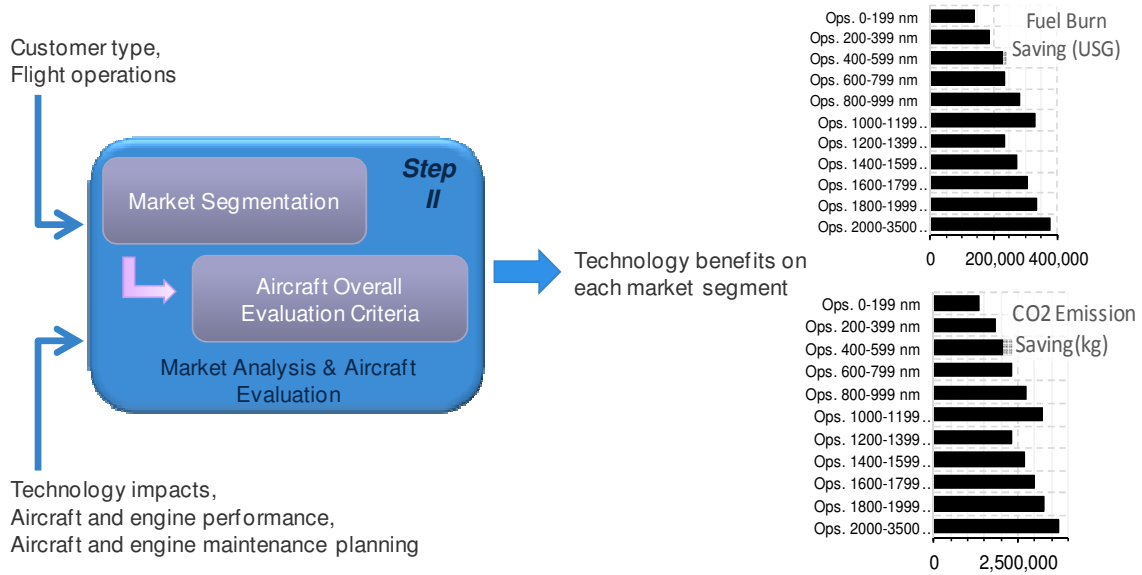 Customer type,
Flight operations
Step
II
Market Segmentation
Aircraft Overall
Evaluation Criteria
Market Analysis & Aircraft
Evaluation
Technology impacts,
Aircraft and engine performance,
Aircraft and engine maintenance planning
Technology benefits on
each market segment
Fuel Burn
Saving (USG)
Ops. 0-199 nm
Ops. 200-399 nm
Ops. 400-599 nm
Ops. 600-799 nm
Ops. 800-999 nm
Ops. 1000-1199 ..
Ops. 1200-1399 ..
Ops. 1400-1599 ..
Ops. 1600-1799 ..
Ops. 1800-1999 ..
Ops. 2000-3500 ..
0 200,000 400,000
CO2 Emission
Saving(kg)
Ops. 0-199 nm
Ops. 200-399 nm
Ops. 400-599 nm
Ops. 600-799 nm
Ops. 800-999 nm
Ops. 1000-1199 ..
Ops. 1200-1399 ..
Ops. 1400-1599 ..
Ops. 1600-1799 ..
Ops. 1800-1999 ..
Ops. 2000-3500 ..
0 2,500,000